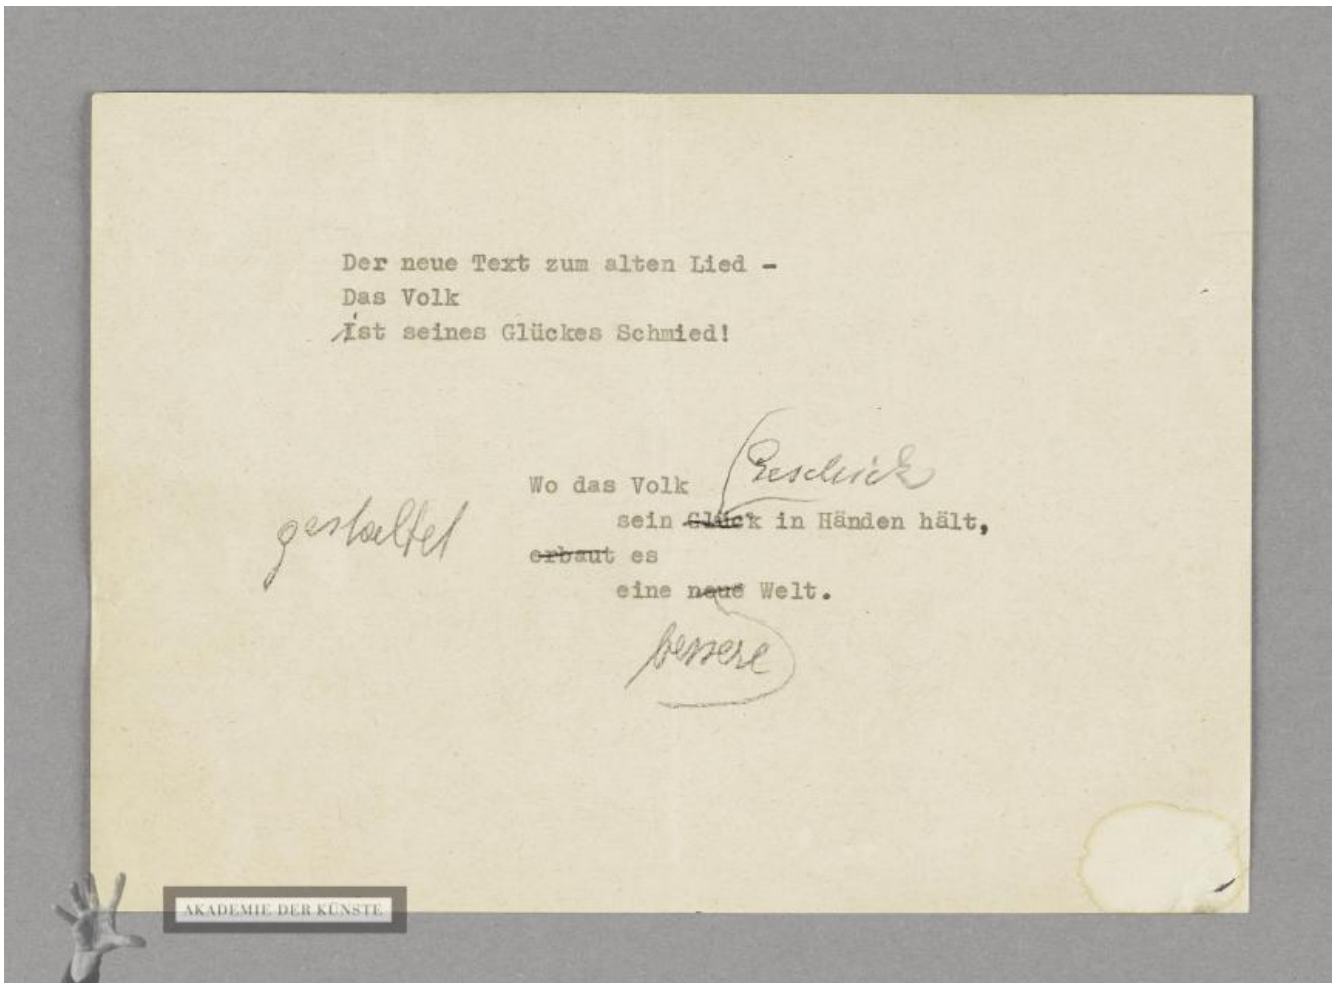 Der neue Text zum alten Lied -
Das Volk
Ist seines Glückes Schmied!
Geschick
Wo das Volk
sein Glück in Händen hält,
gestaltet
erbaut es
eine neue Welt.
bessere
AKADEMIE DER KÜNSTE